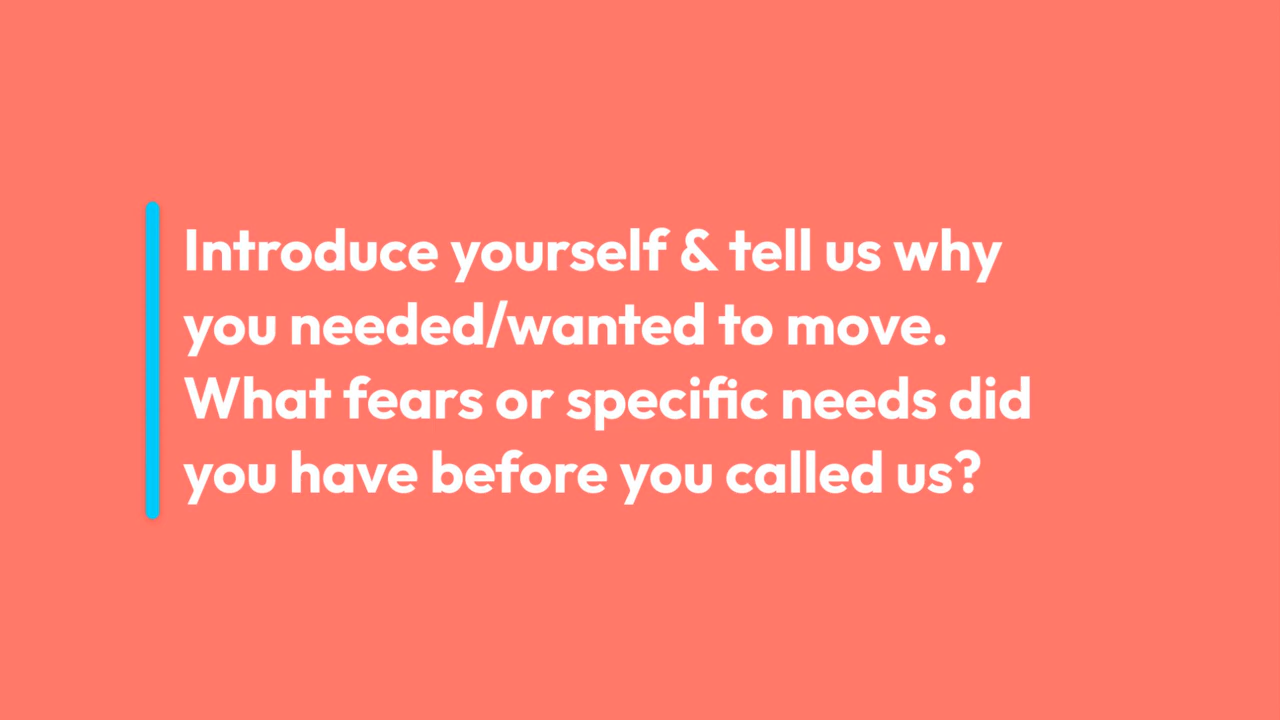 Introduce yourself & tell us why
you needed/wanted to move.
What fears or specific needs did
you have before you called us?